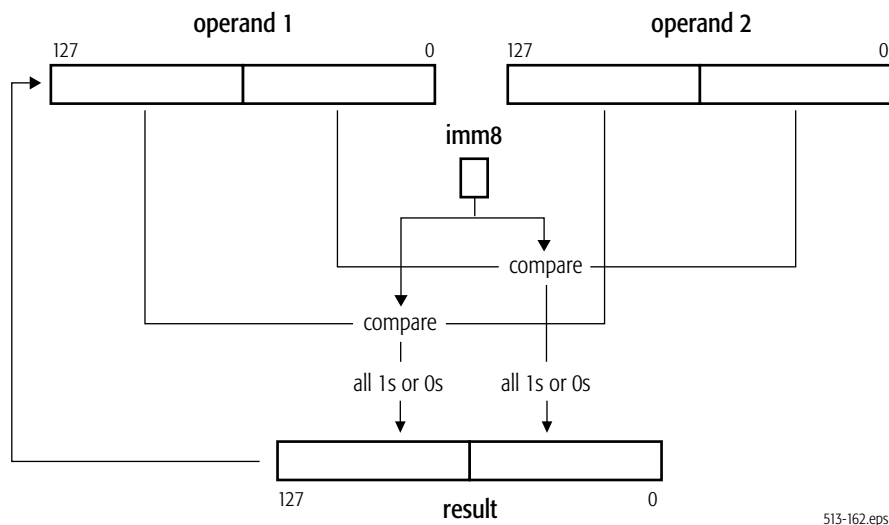 operand 1
operand 2
127
0
127
0
imm8
compare
compare
all 1s or 0s
all 1s or 0s
127
result
0
513-162.eps